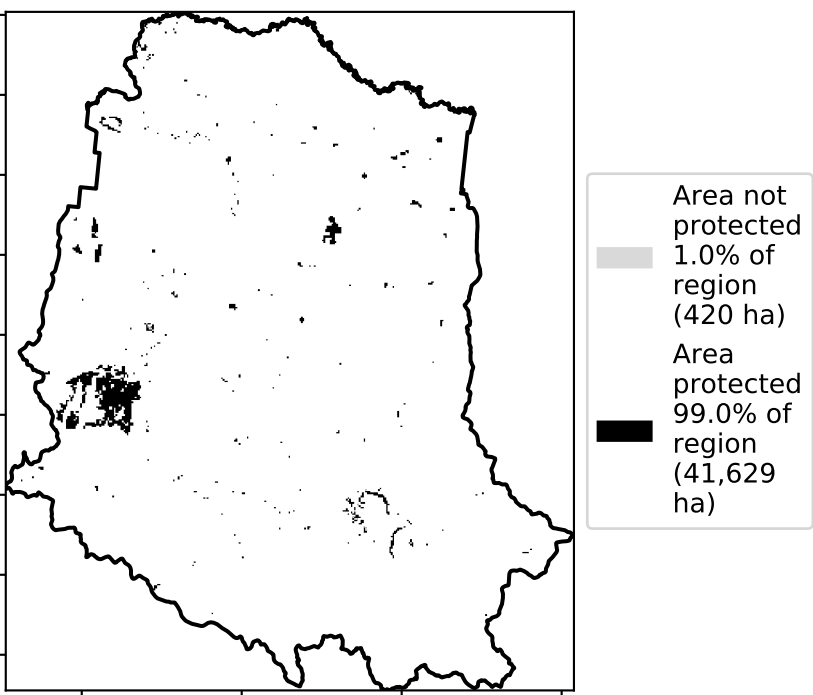 Area not
protected
1.0% of
region
(420 ha)
Area
protected
99.0% of
region
(41,629
ha)